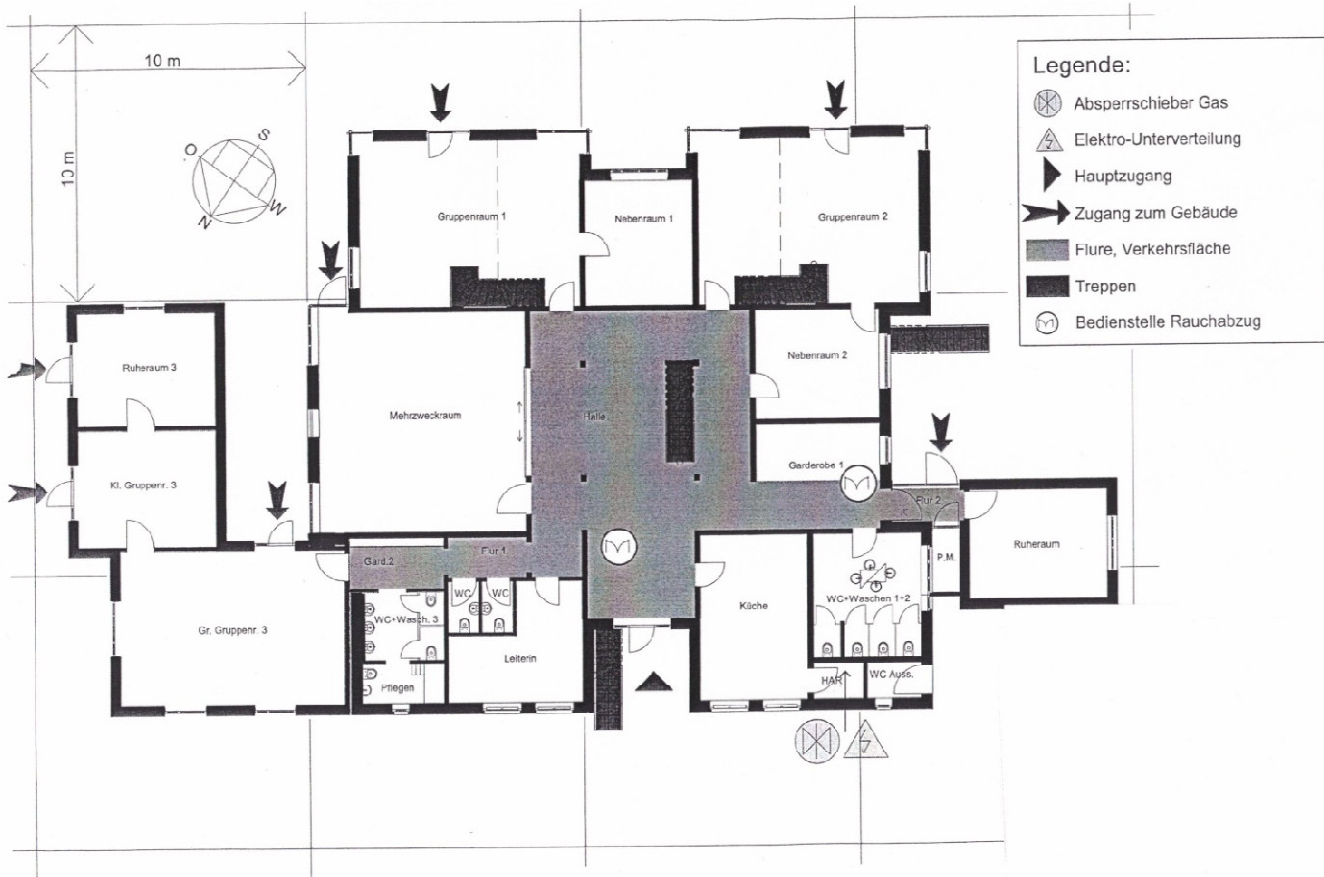 10 m
10 m
S
O
W
N
Legende:
Absperrschieber Gas
Elektro-Unterverteilung
Hauptzugang
Zugang zum Gebäude
Flure, Verkehrsfläche
Treppen
Bedienstelle Rauchabzug
Gruppenraum 1
Nebenraum 1
Gruppenraum 2
Ruheraum 3
Nebenraum 2
Mehrzweckraum
Halle
Kl. Gruppenr. 3
Garderobe 1
Flur 2
Ruheraum
Gard.2
Flur 1
P.M.
WC
WC
WC+Wasch. 3
Küche
WC+Waschen 1-2
Gr. Gruppenr. 3
Leiterin
Pflegen
HAR
WC Auss.